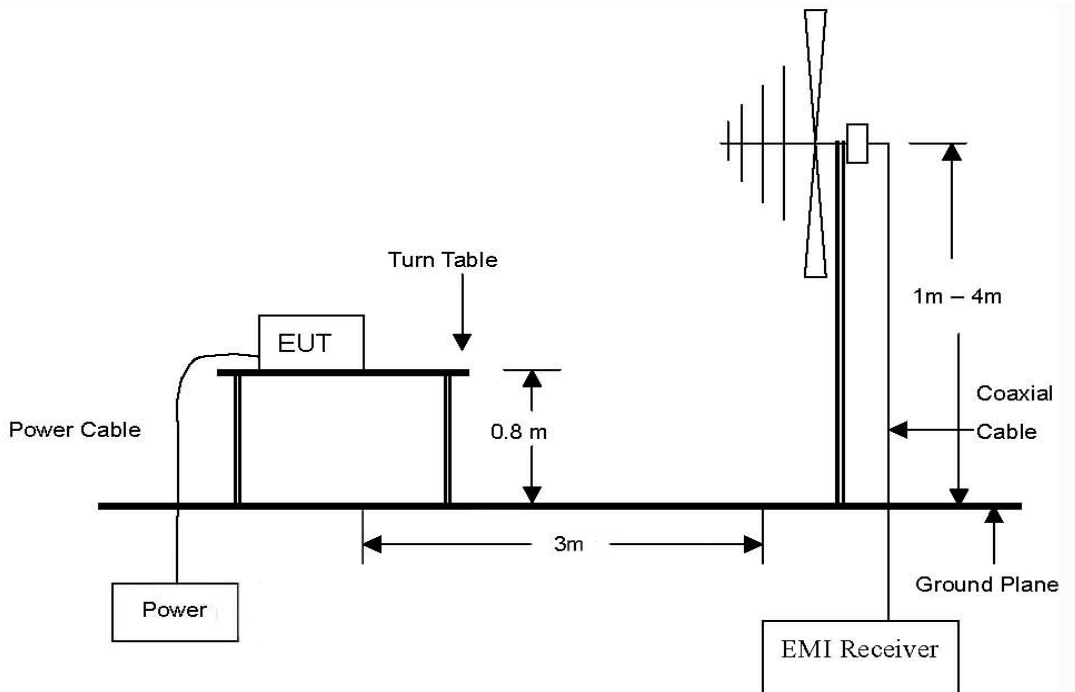 Turn Table
1m – 4m
EUT
Coaxial
Cable
Power Cable
0.8 m
3m
Ground Plane
Power
EMI Receiver